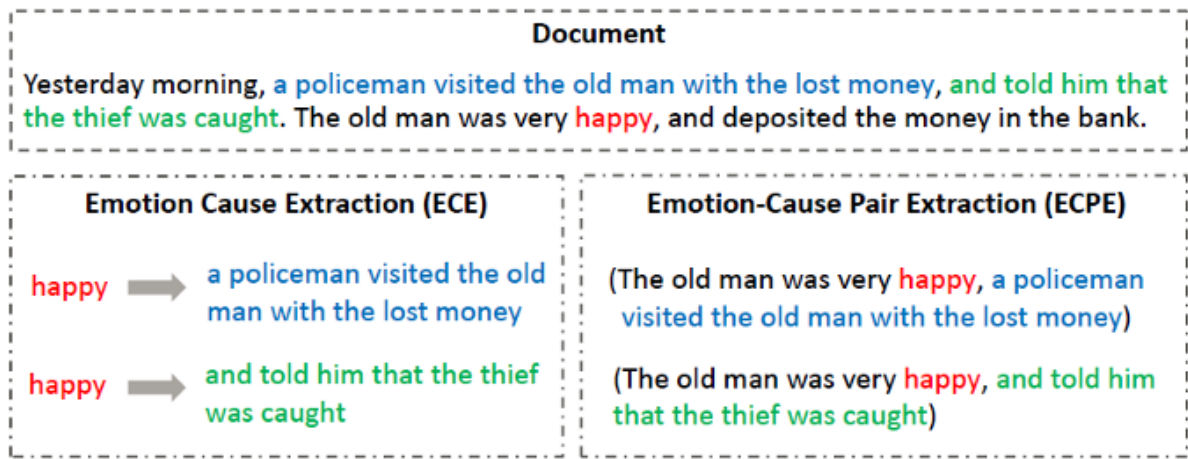 Document
Yesterday morning, a policeman visited the old man with the lost money, and told him that
the thief was caught. The old man was very happy, and deposited the money in the bank.
Emotion Cause Extraction (ECE)
happy
a policeman visited the old
man with the lost money
happy
and told him that the thief
was caught
Emotion-Cause Pair Extraction (ECPE)
(The old man was very happy, a policeman
visited the old man with the lost money)
(The old man was very happy, and told him
that the thief was caught)